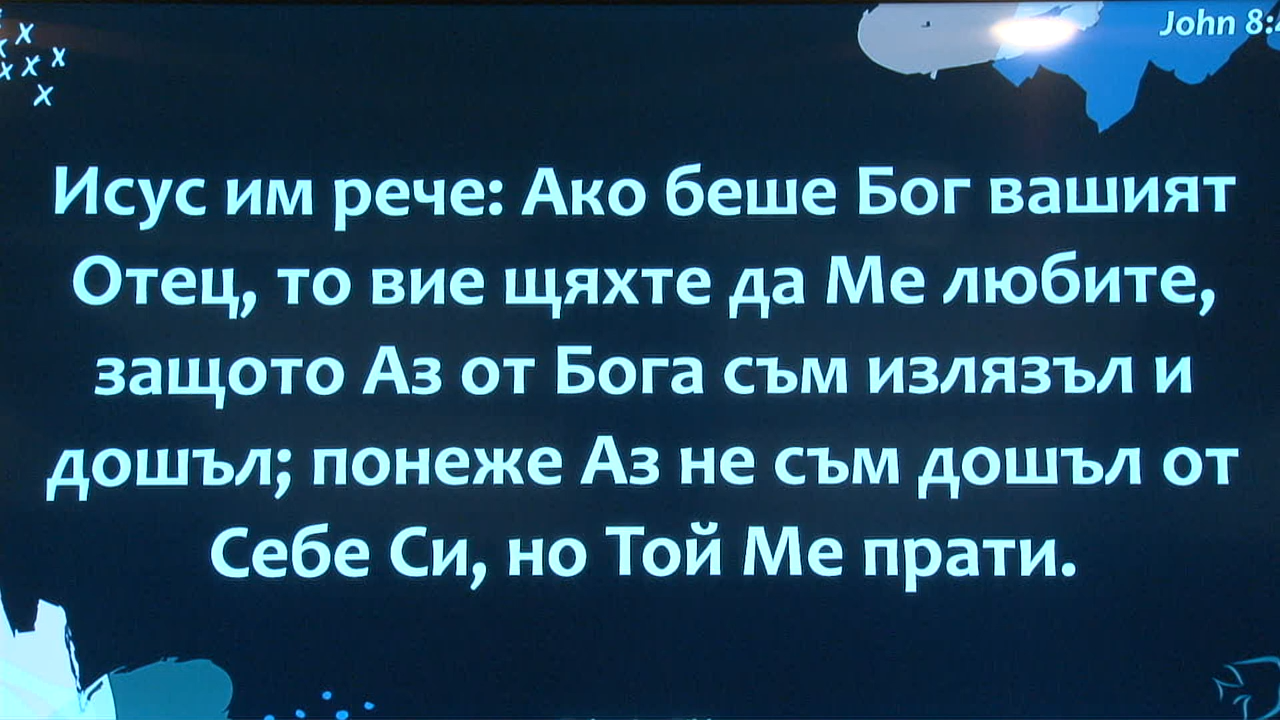 John 8:4
Исус им рече: Ако беше Бог вашият
Отец, то вие щяхте да Ме любите,
защото Аз от Бога съм излязъл и
дошъл; понеже Аз не съм дошъл от
Себе Си, но Той Ме прати.